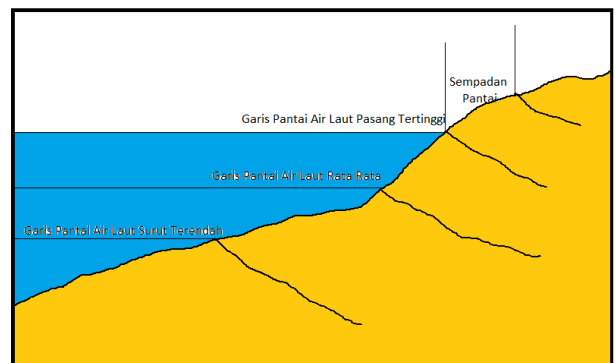 Sempadan
Pantai
Garis Pantai Air Laut Pasang Tertinggi
Garis Pantai Air Laut Rata Rata
Garis Pantai Air Laut Surut Terendah